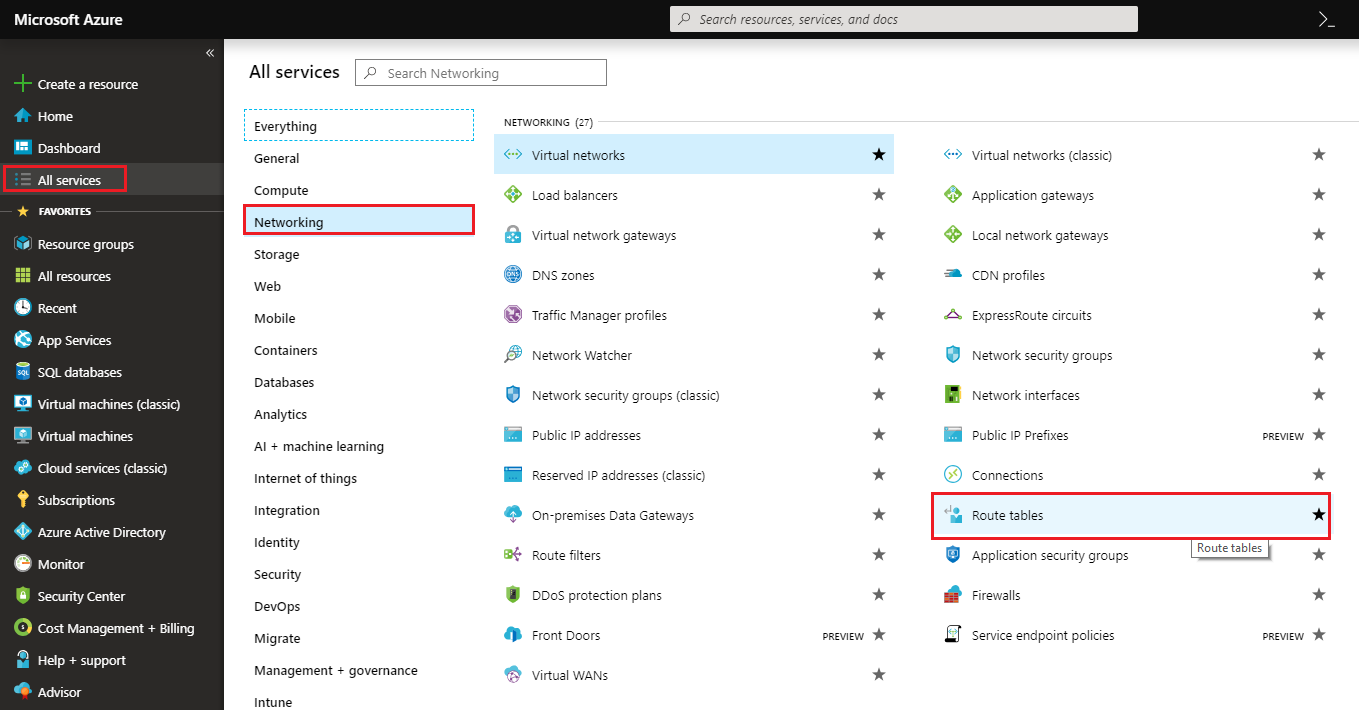 Microsoft Azure
Search resources, services, and docs
Create a resource
Home
Dashboard
All services
FAVORITES
Resource groups
All resources
Recent
App Services
SQL databases
Virtual machines (classic)
Virtual machines
Cloud services (classic)
Subscriptions
Azure Active Directory
Monitor
Security Center
Cost Management + Billing
Help + support
Advisor
All services
Search Networking
Everything
General
Compute
Networking
Storage
Web
Mobile
Containers
Databases
Analytics
AI + machine learning
Internet of things
Integration
Identity
Security
DevOps
Migrate
Management + governance
Intune
NETWORKING (27)
Virtual networks
Virtual networks (classic)
Load balancers
Application gateways
Virtual network gateways
Local network gateways
DNS zones
CDN profiles
Traffic Manager profiles
ExpressRoute circuits
Network Watcher
Network security groups
Network security groups (classic)
Network interfaces
Public IP addresses
Public IP Prefixes PREVIEW
Reserved IP addresses (classic)
Connections
On-premises Data Gateways
Route tables
Route tables
Route filters
Application security groups
DDoS protection plans
Firewalls
Front Doors PREVIEW
Service endpoint policies PREVIEW
Virtual WANs